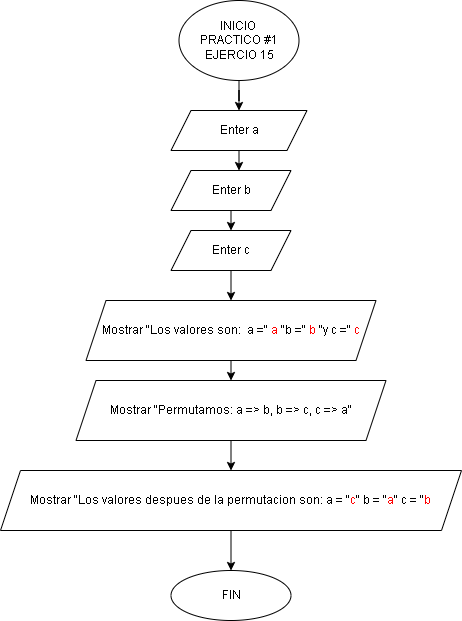 INICIO
PRACTICO #1
EJERCIO 15
Enter a
Enter b
Enter c
Mostrar "Los valores son:  a =" a "b =" b "y c =" c
Mostrar "Permutamos: a => b, b => c, c => a"
Mostrar "Los valores despues de la permutacion son: a = "c" b = "a" c = "b
FIN